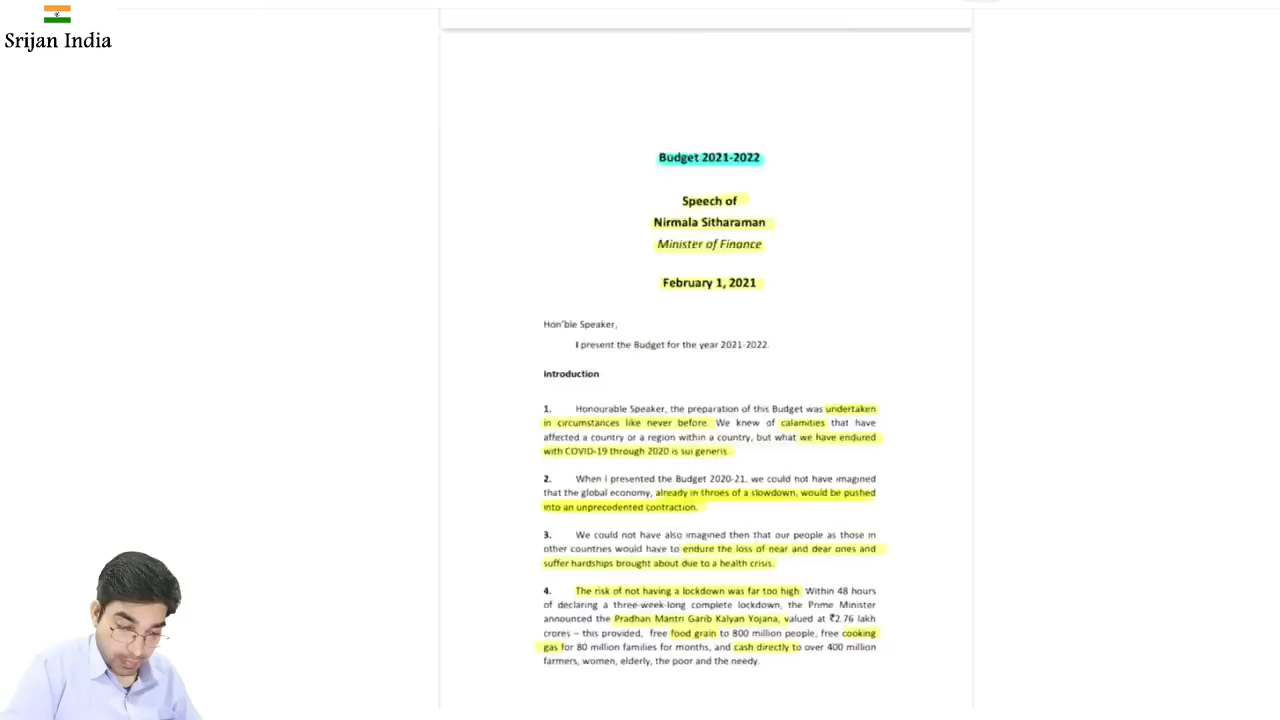 Srijan India
Budget 2021-2022
Speech of
Nirmala Sitharaman
Minister of Finance
February 1, 2021
Hon'ble Speaker,
I present the Budget for the year 2021-2022.
Introduction
1. Honourable Speaker, the preparation of this Budget was undertaken
in circumstances like never before. We knew of calamities that have
affected a country or a region within a country, but what we have endured
with COVID-19 through 2020 is sui generis.
2. When I presented the Budget 2020-21, we could not have imagined
that the global economy, already in throes of a slowdown, would be pushed
into an unprecedented contraction.
3. We could not have also imagined then that our people as those in
other countries would have to endure the loss of near and dear ones and
suffer hardships brought about due to a health crisis.
4. The risk of not having a lockdown was far too high. Within 48 hours
of declaring a three-week-long complete lockdown, the Prime Minister
announced the Pradhan Mantri Garib Kalyan Yojana, valued at ₹2.76 lakh
crores – this provided, free food grain to 800 million people, free cooking
gas for 80 million families for months, and cash directly to over 400 million
farmers, women, elderly, the poor and the needy.